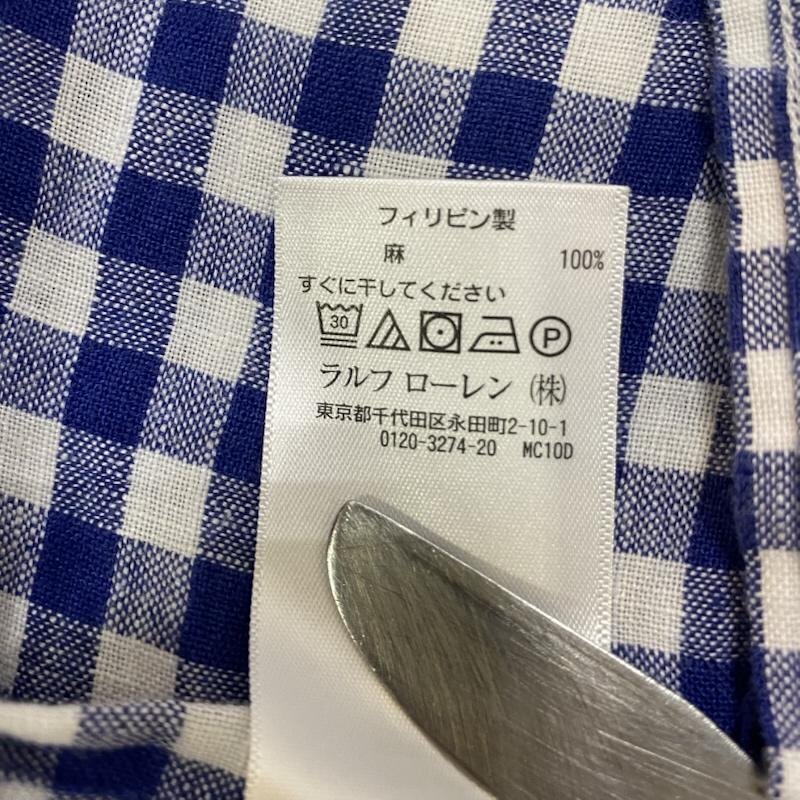 フィリピン製
麻 100%
すぐに干してください
30 P
ラルフ ローレン (株)
東京都千代田区永田町2-10-1
0120-3274-20 MC10D